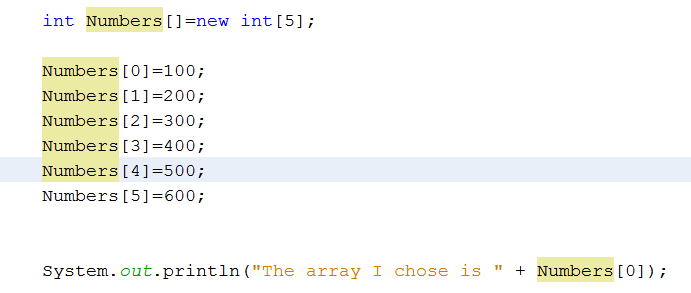 int Numbers[]=new int[5];
Numbers[0]=100;
Numbers[1]=200;
Numbers[2]=300;
Numbers[3]=400;
Numbers[4]=500;
Numbers[5]=600;
System.out.println("The array I chose is " + Numbers[0]);